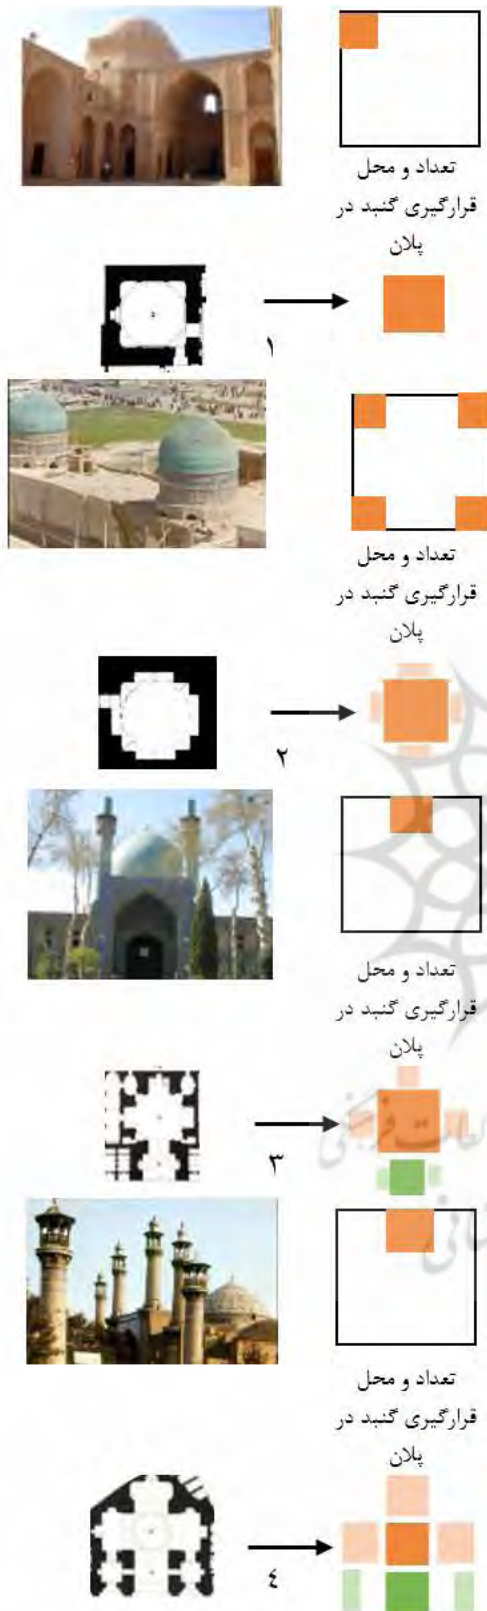 تعداد و محل
قرارگیری گنبد در
پلان
۱
تعداد و محل
قرارگیری گنبد در
پلان
۲
تعداد و محل
قرارگیری گنبد در
پلان
۳
تعداد و محل
قرارگیری گنبد در
پلان
٤